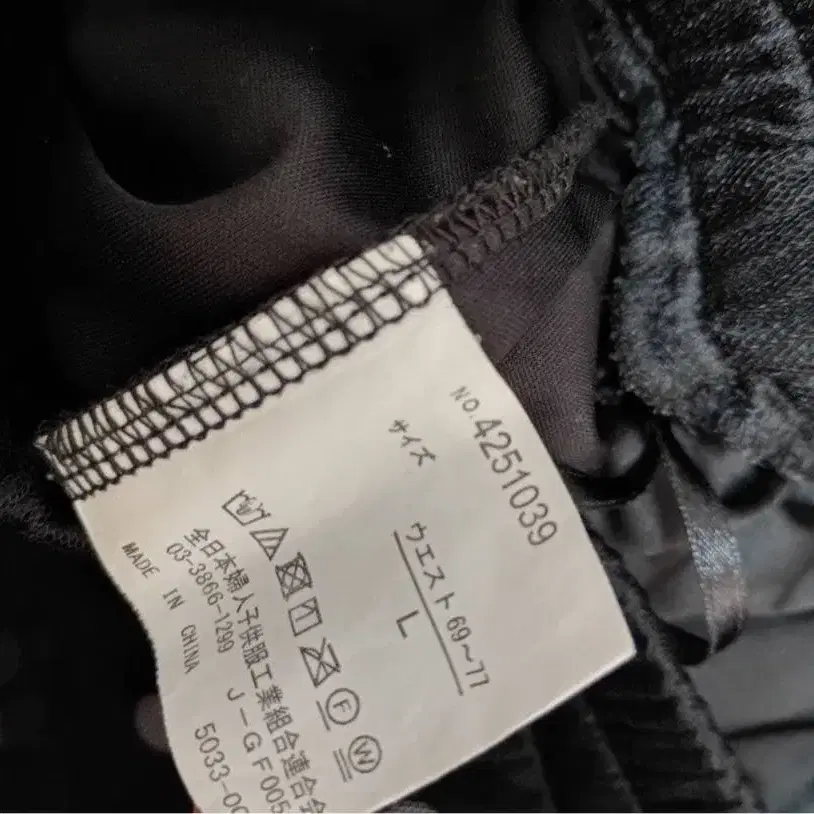 NO.4251039
サイズ
ウエスト69~77
L
F
W
全日本婦人子供服工業組合連合会
03-3866-1299 J-GF005
MADE IN CHINA 5033-00